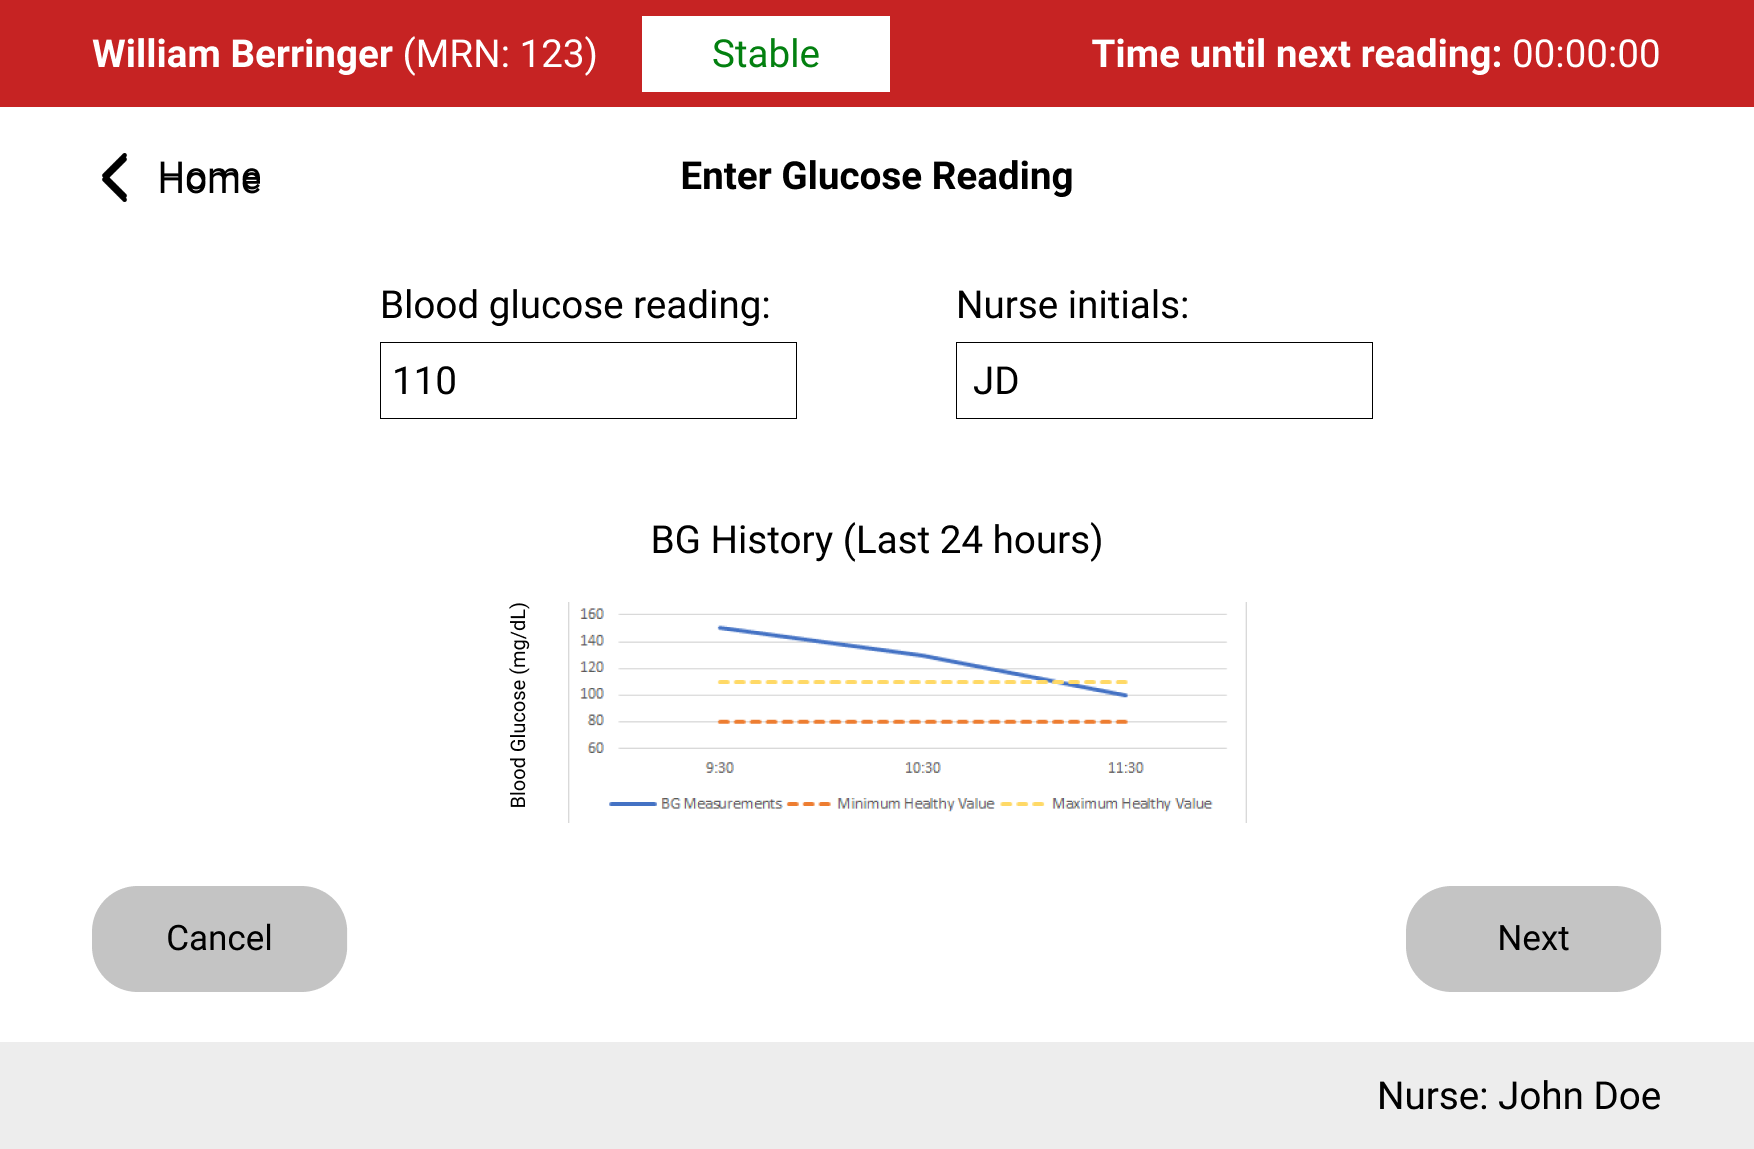 William Berringer (MRN: 123)
Stable
Time until next reading: 00:00:00
Home
Enter Glucose Reading
Blood glucose reading:
Nurse initials:
110
JD
BG History (Last 24 hours)
Blood Glucose (mg/dL)
160
140
120
100
80
60
9:30 10:30 11:30
BG Measurements Minimum Healthy Value Maximum Healthy Value
Cancel
Next
Nurse: John Doe